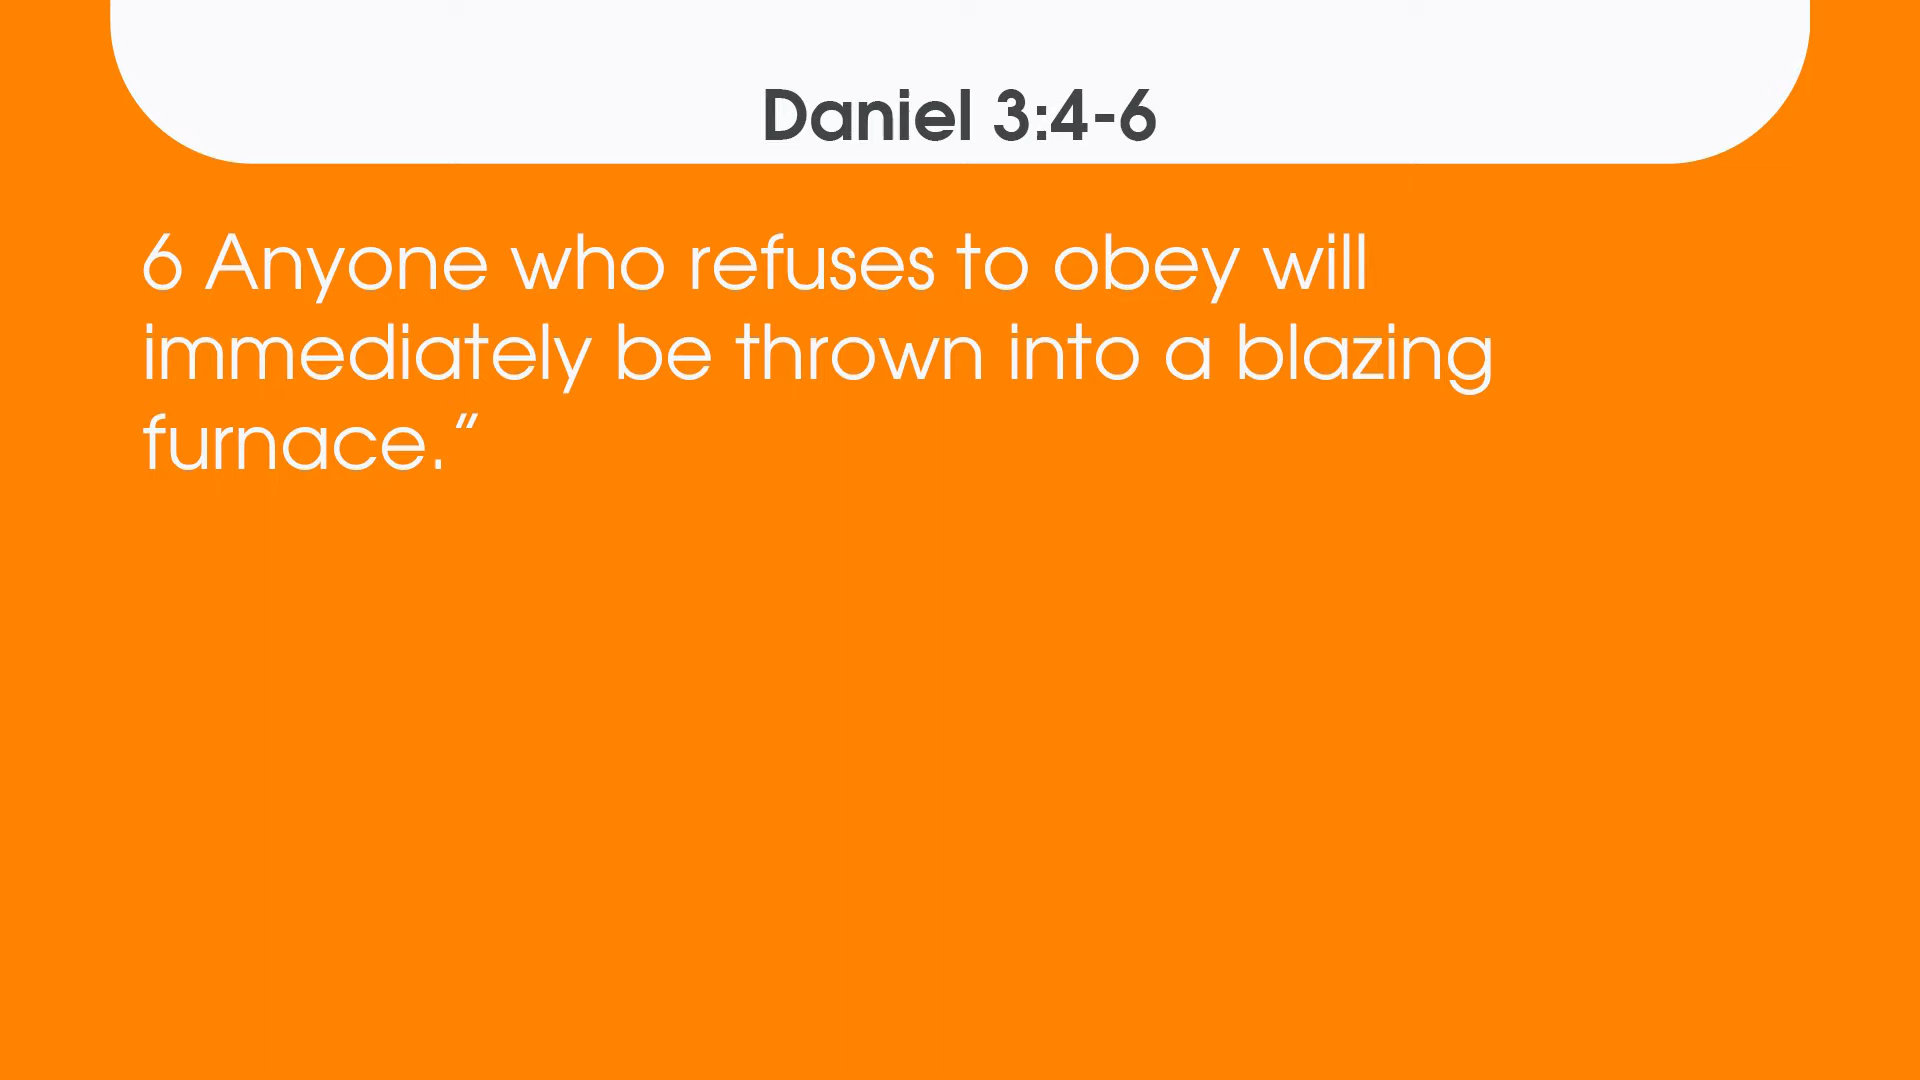 Daniel 3:4-6
6 Anyone who refuses to obey will
immediately be thrown into a blazing
furnace.”